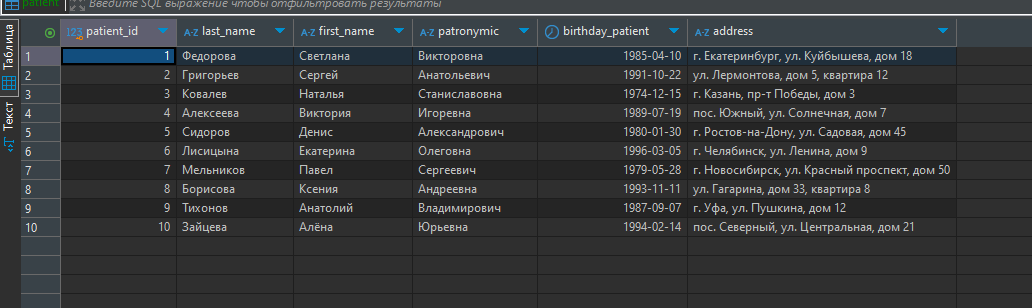 patient Введите SQL выражение чтобы отфильтровать результаты
Таблица
Текст
123 patient_id A-Z last_name A-Z first_name A-Z patronymic birthday_patient A-Z address
1 1 Федорова Светлана Викторовна 1985-04-10 г. Екатеринбург, ул. Куйбышева, дом 18
2 2 Григорьев Сергей Анатольевич 1991-10-22 ул. Лермонтова, дом 5, квартира 12
3 3 Ковалев Наталья Станиславовна 1974-12-15 г. Казань, пр-т Победы, дом 3
4 4 Алексеева Виктория Игоревна 1989-07-19 пос. Южный, ул. Солнечная, дом 7
5 5 Сидоров Денис Александрович 1980-01-30 г. Ростов-на-Дону, ул. Садовая, дом 45
6 6 Лисицына Екатерина Олеговна 1996-03-05 г. Челябинск, ул. Ленина, дом 9
7 7 Мельников Павел Сергеевич 1979-05-28 г. Новосибирск, ул. Красный проспект, дом 50
8 8 Борисова Ксения Андреевна 1993-11-11 ул. Гагарина, дом 33, квартира 8
9 9 Тихонов Анатолий Владимирович 1987-09-07 г. Уфа, ул. Пушкина, дом 12
10 10 Зайцева Алёна Юрьевна 1994-02-14 пос. Северный, ул. Центральная, дом 21